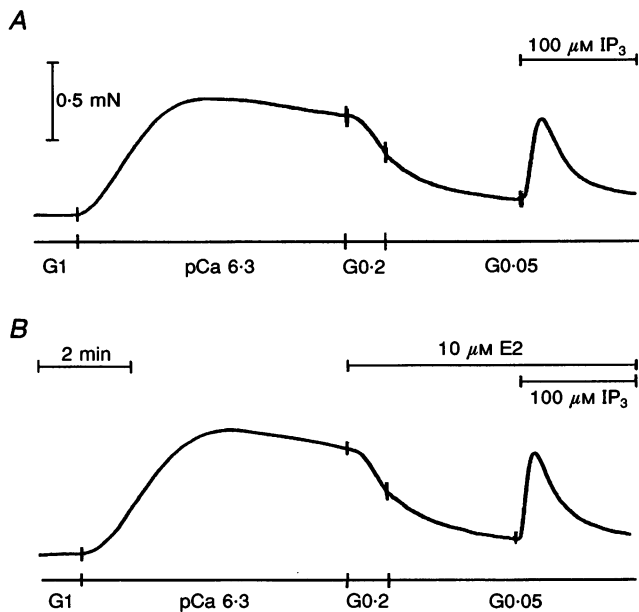 A
100 μM IP3
0·5 mN
G1 pCa 6·3 G0·2 G0·05
B
2 min 10 μM E2
100 μM IP3
G1 pCa 6·3 G0·2 G0·05